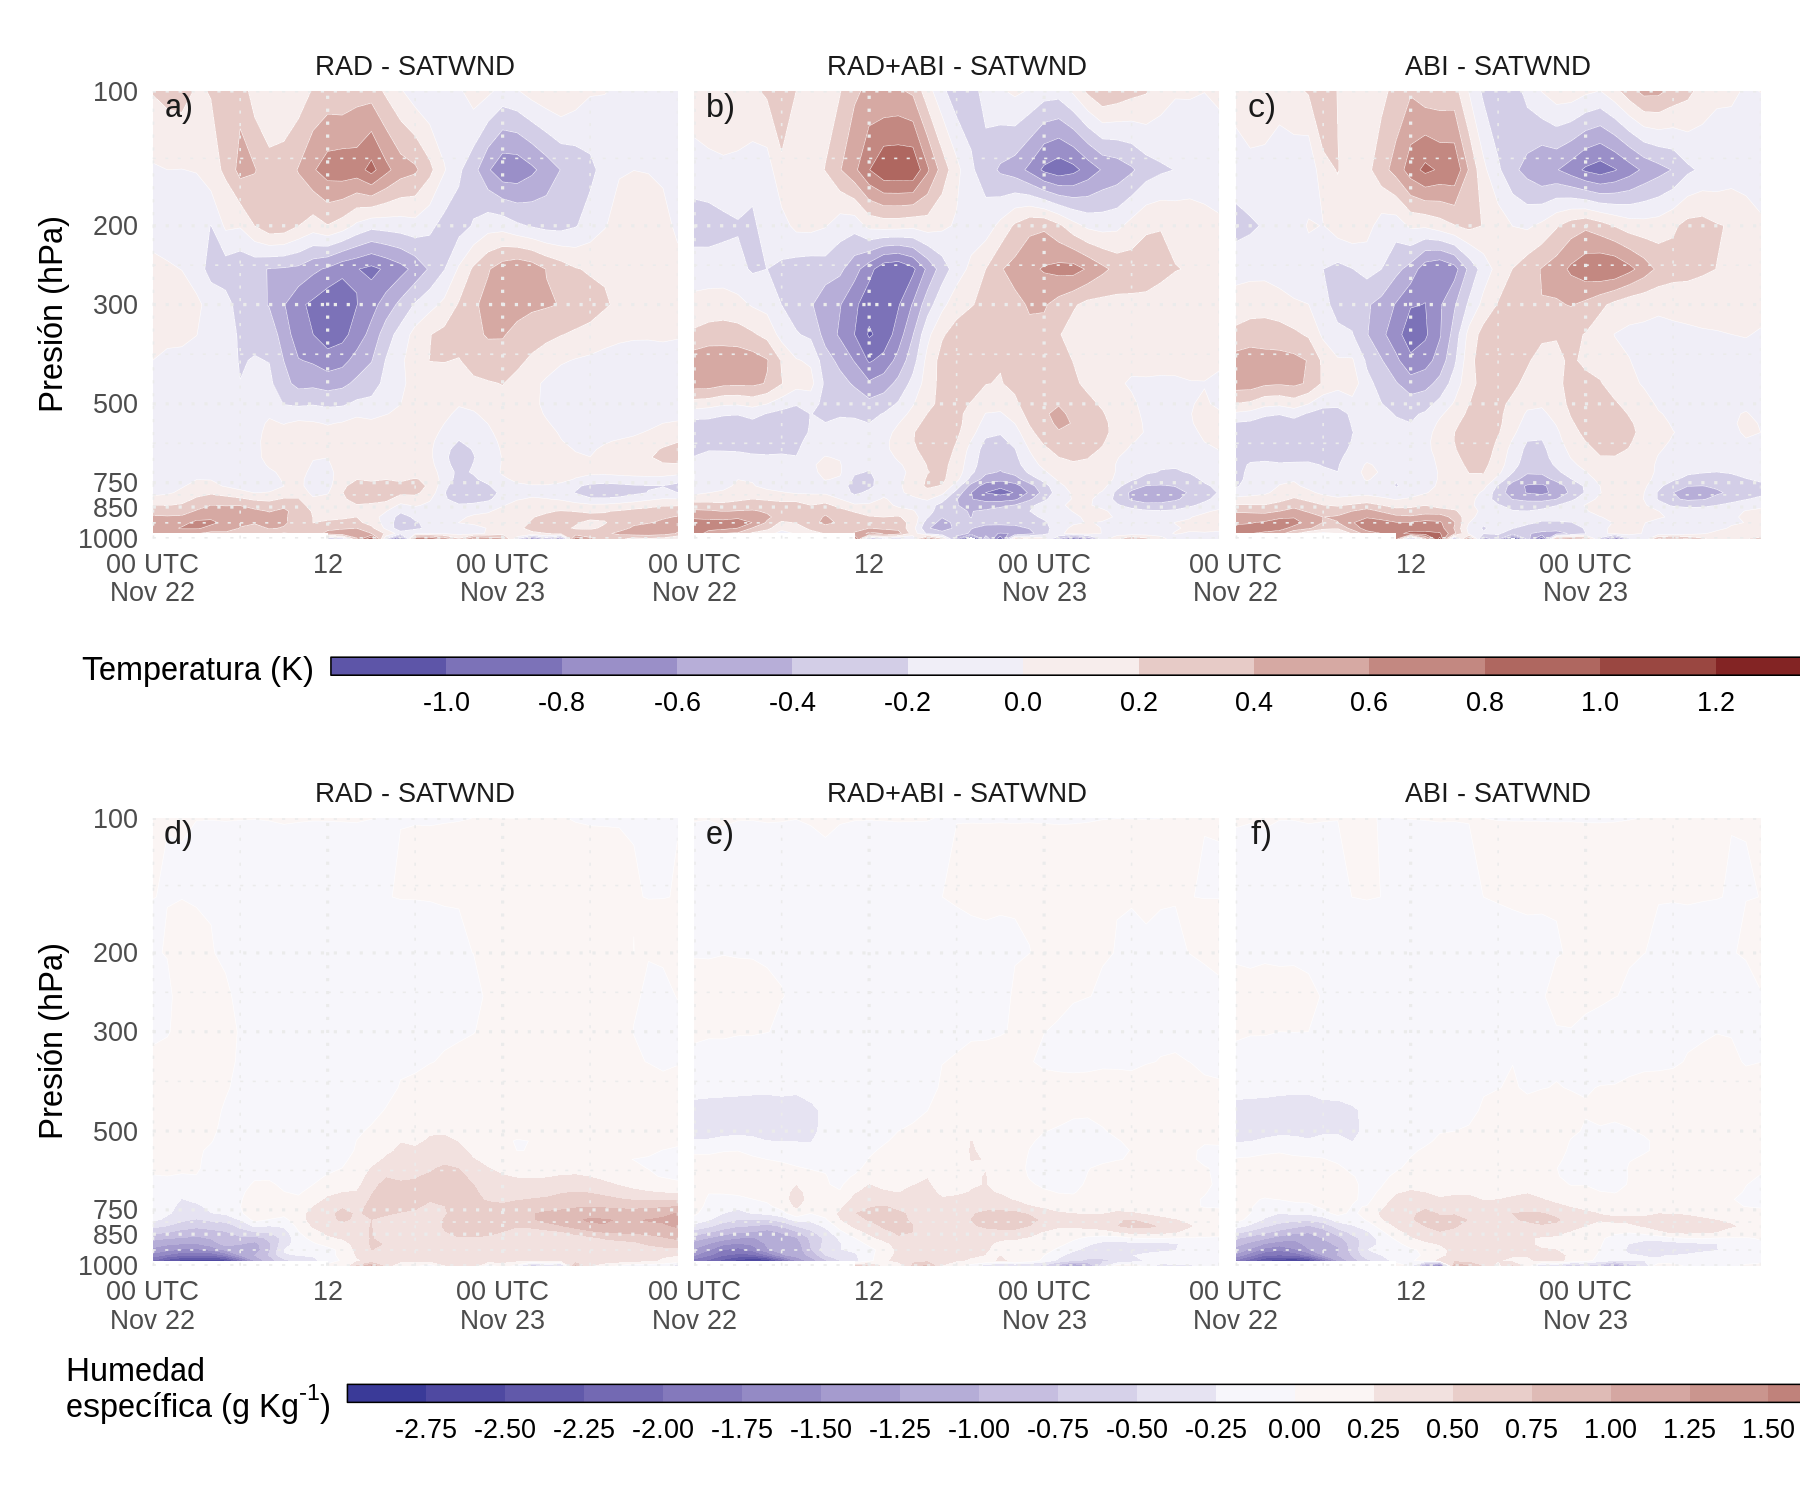 RAD - SATWND RAD+ABI - SATWND ABI - SATWND
a) b) c)
Presión (hPa)
100
200
300
500
750
850
1000
00 UTC 12 00 UTC 00 UTC 12 00 UTC 00 UTC 12 00 UTC
Nov 22 Nov 23 Nov 22 Nov 23 Nov 22 Nov 23
Temperatura (K)
-1.0 -0.8 -0.6 -0.4 -0.2 0.0 0.2 0.4 0.6 0.8 1.0 1.2
RAD - SATWND RAD+ABI - SATWND ABI - SATWND
d) e) f)
Presión (hPa)
100
200
300
500
750
850
1000
00 UTC 12 00 UTC 00 UTC 12 00 UTC 00 UTC 12 00 UTC
Nov 22 Nov 23 Nov 22 Nov 23 Nov 22 Nov 23
Humedad
específica (g Kg-1)
-2.75 -2.50 -2.25 -2.00 -1.75 -1.50 -1.25 -1.00 -0.75 -0.50 -0.25 0.00 0.25 0.50 0.75 1.00 1.25 1.50